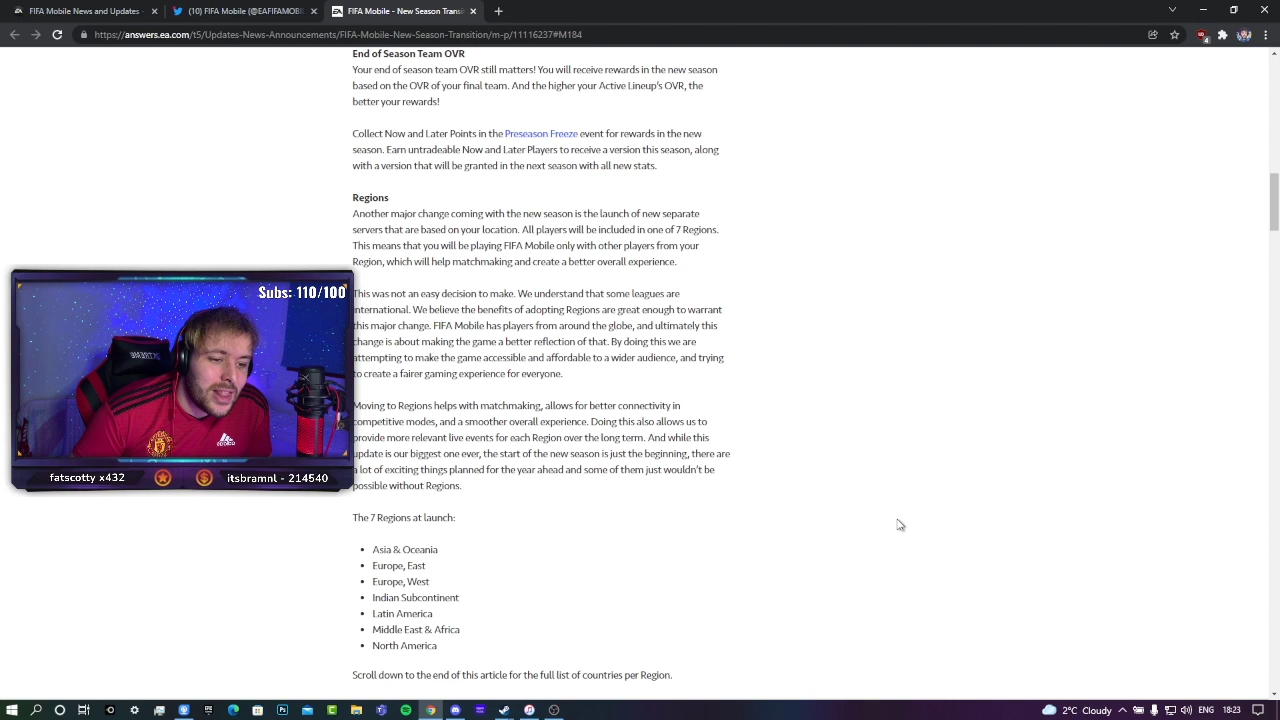 FIFA Mobile News and Updates -
(10) FIFA Mobile (@EAFIFAMOBIL
FIFA Mobile - New Season Transit
https://answers.ea.com/t5/Updates-News-Announcements/FIFA-Mobile-New-Season-Transition/m-p/11116237#M184
End of Season Team OVR
Your end of season team OVR still matters! You will receive rewards in the new season
based on the OVR of your final team. And the higher your Active Lineup's OVR, the
better your rewards!
Collect Now and Later Points in the Preseason Freeze event for rewards in the new
season. Earn untradeable Now and Later Players to receive a version this season, along
with a version that will be granted in the next season with all new stats.
Regions
Another major change coming with the new season is the launch of new separate
servers that are based on your location. All players will be included in one of 7 Regions.
This means that you will be playing FIFA Mobile only with other players from your
Region, which will help matchmaking and create a better overall experience.
This was not an easy decision to make. We understand that some leagues are
international. We believe the benefits of adopting Regions are great enough to warrant
this major change. FIFA Mobile has players from around the globe, and ultimately this
change is about making the game a better reflection of that. By doing this we are
attempting to make the game accessible and affordable to a wider audience, and trying
to create a fairer gaming experience for everyone.
Moving to Regions helps with matchmaking, allows for better connectivity in
competitive modes, and a smoother overall experience. Doing this also allows us to
provide more relevant live events for each Region over the long term. And while this
update is our biggest one ever, the start of the new season is just the beginning, there are
a lot of exciting things planned for the year ahead and some of them just wouldn't be
possible without Regions.
The 7 Regions at launch:
• Asia & Oceania
• Europe, East
• Europe, West
• Indian Subcontinent
• Latin America
• Middle East & Africa
• North America
Scroll down to the end of this article for the full list of countries per Region.
Subs: 110/100
adidas
fatscotty x432
itsbramnl - 214540
2°C Cloudy
18:23